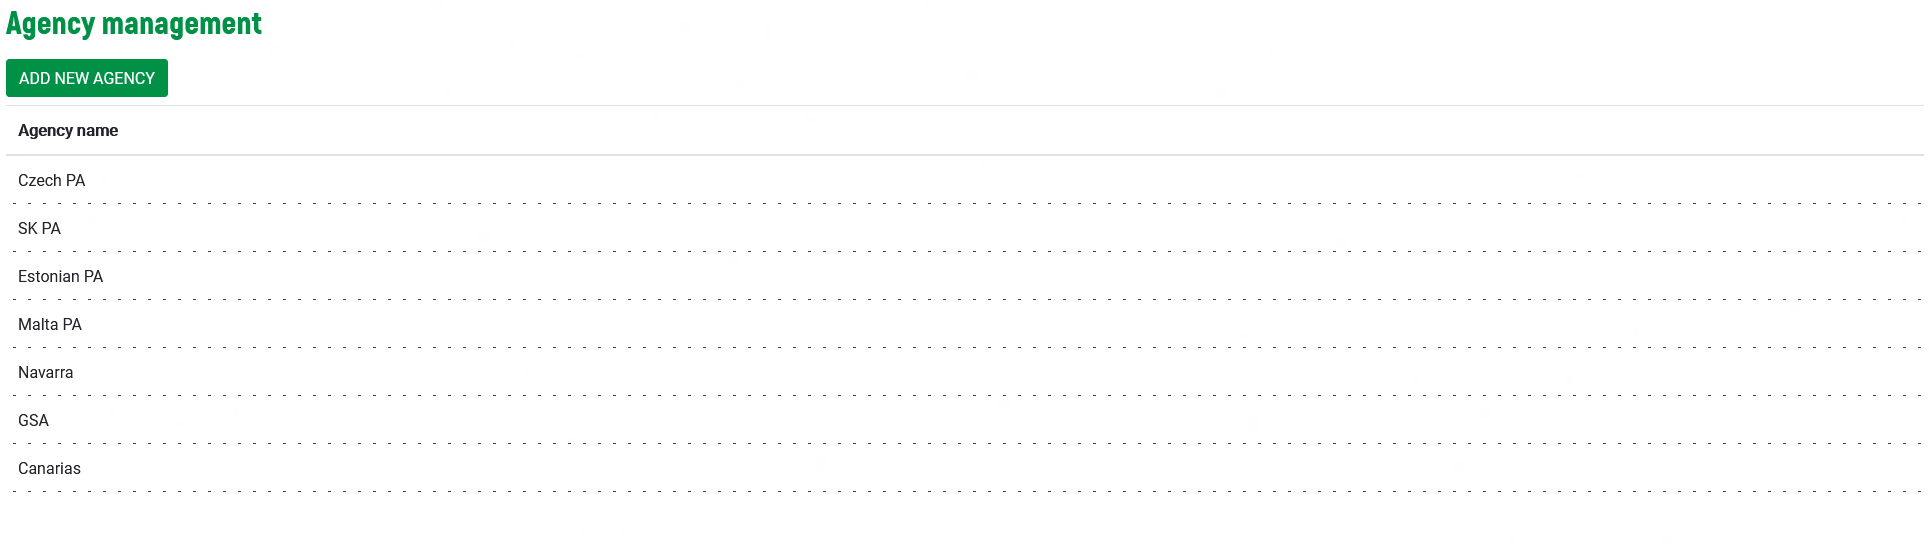 Agency management
ADD NEW AGENCY
Agency name
Czech PA
SK PA
Estonian PA
Malta PA
Navarra
GSA
Canarias